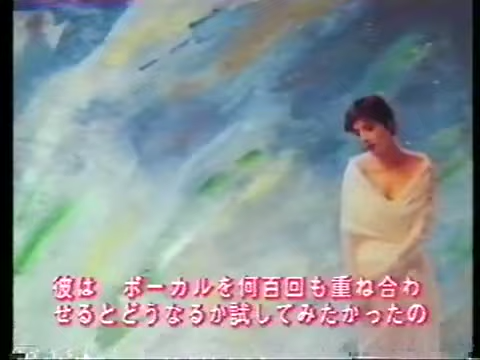 彼は　ボーカルを何百回も重ね合わ
せるとどうなるか試してみたかったの